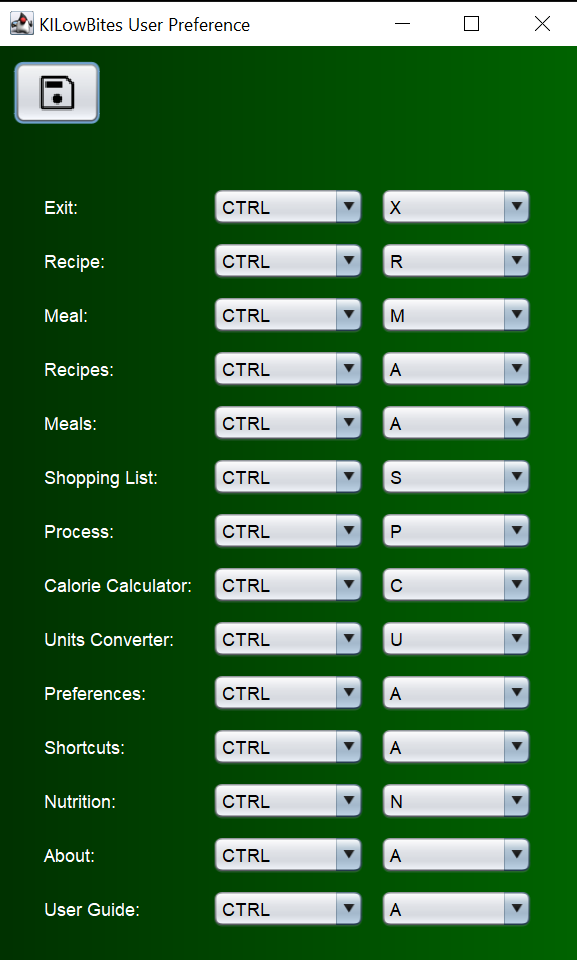 KILowBites User Preference
Exit: CTRL X
Recipe: CTRL R
Meal: CTRL M
Recipes: CTRL A
Meals: CTRL A
Shopping List: CTRL S
Process: CTRL P
Calorie Calculator: CTRL C
Units Converter: CTRL U
Preferences: CTRL A
Shortcuts: CTRL A
Nutrition: CTRL N
About: CTRL A
User Guide: CTRL A